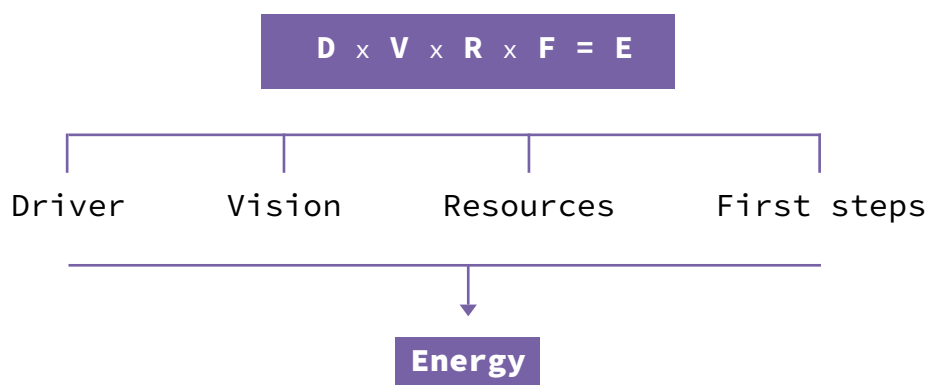 D x V x R x F = E
Driver Vision Resources First steps
Energy